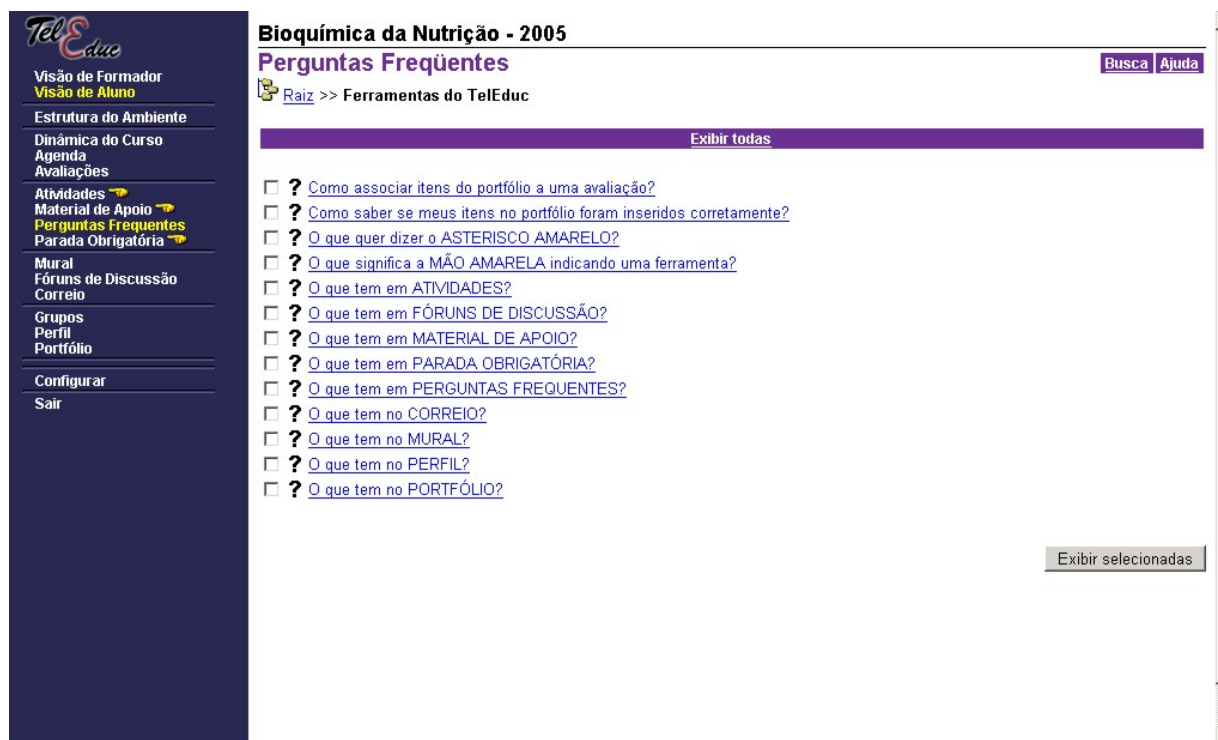 TelEduc
Visão de Formador
Visão de Aluno
Estrutura do Ambiente
Dinâmica do Curso
Agenda
Avaliações
Atividades
Material de Apoio
Perguntas Frequentes
Parada Obrigatória
Mural
Fóruns de Discussão
Correio
Grupos
Perfil
Portfólio
Configurar
Sair
Bioquímica da Nutrição - 2005
Perguntas Freqüentes
Busca Ajuda
Raiz >> Ferramentas do TelEduc
Exibir todas
? Como associar itens do portfólio a uma avaliação?
? Como saber se meus itens no portfólio foram inseridos corretamente?
? O que quer dizer o ASTERISCO AMARELO?
? O que significa a MÃO AMARELA indicando uma ferramenta?
? O que tem em ATIVIDADES?
? O que tem em FÓRUNS DE DISCUSSÃO?
? O que tem em MATERIAL DE APOIO?
? O que tem em PARADA OBRIGATÓRIA?
? O que tem em PERGUNTAS FREQUENTES?
? O que tem no CORREIO?
? O que tem no MURAL?
? O que tem no PERFIL?
? O que tem no PORTFÓLIO?
Exibir selecionadas